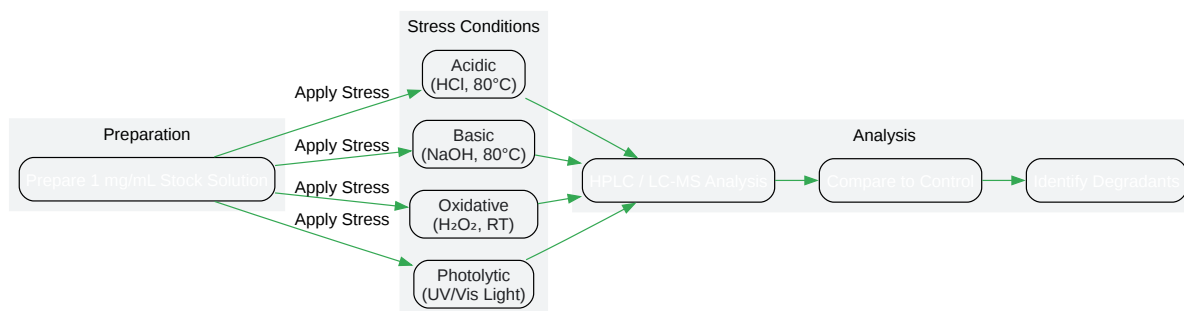 Preparation
Prepare 1 mg/mL Stock Solution
Apply Stress
Apply Stress
Apply Stress
Apply Stress
Stress Conditions
Acidic
(HCl, 80°C)
Basic
(NaOH, 80°C)
Oxidative
(H₂O₂, RT)
Photolytic
(UV/Vis Light)
Analysis
HPLC / LC-MS Analysis
Compare to Control
Identify Degradants